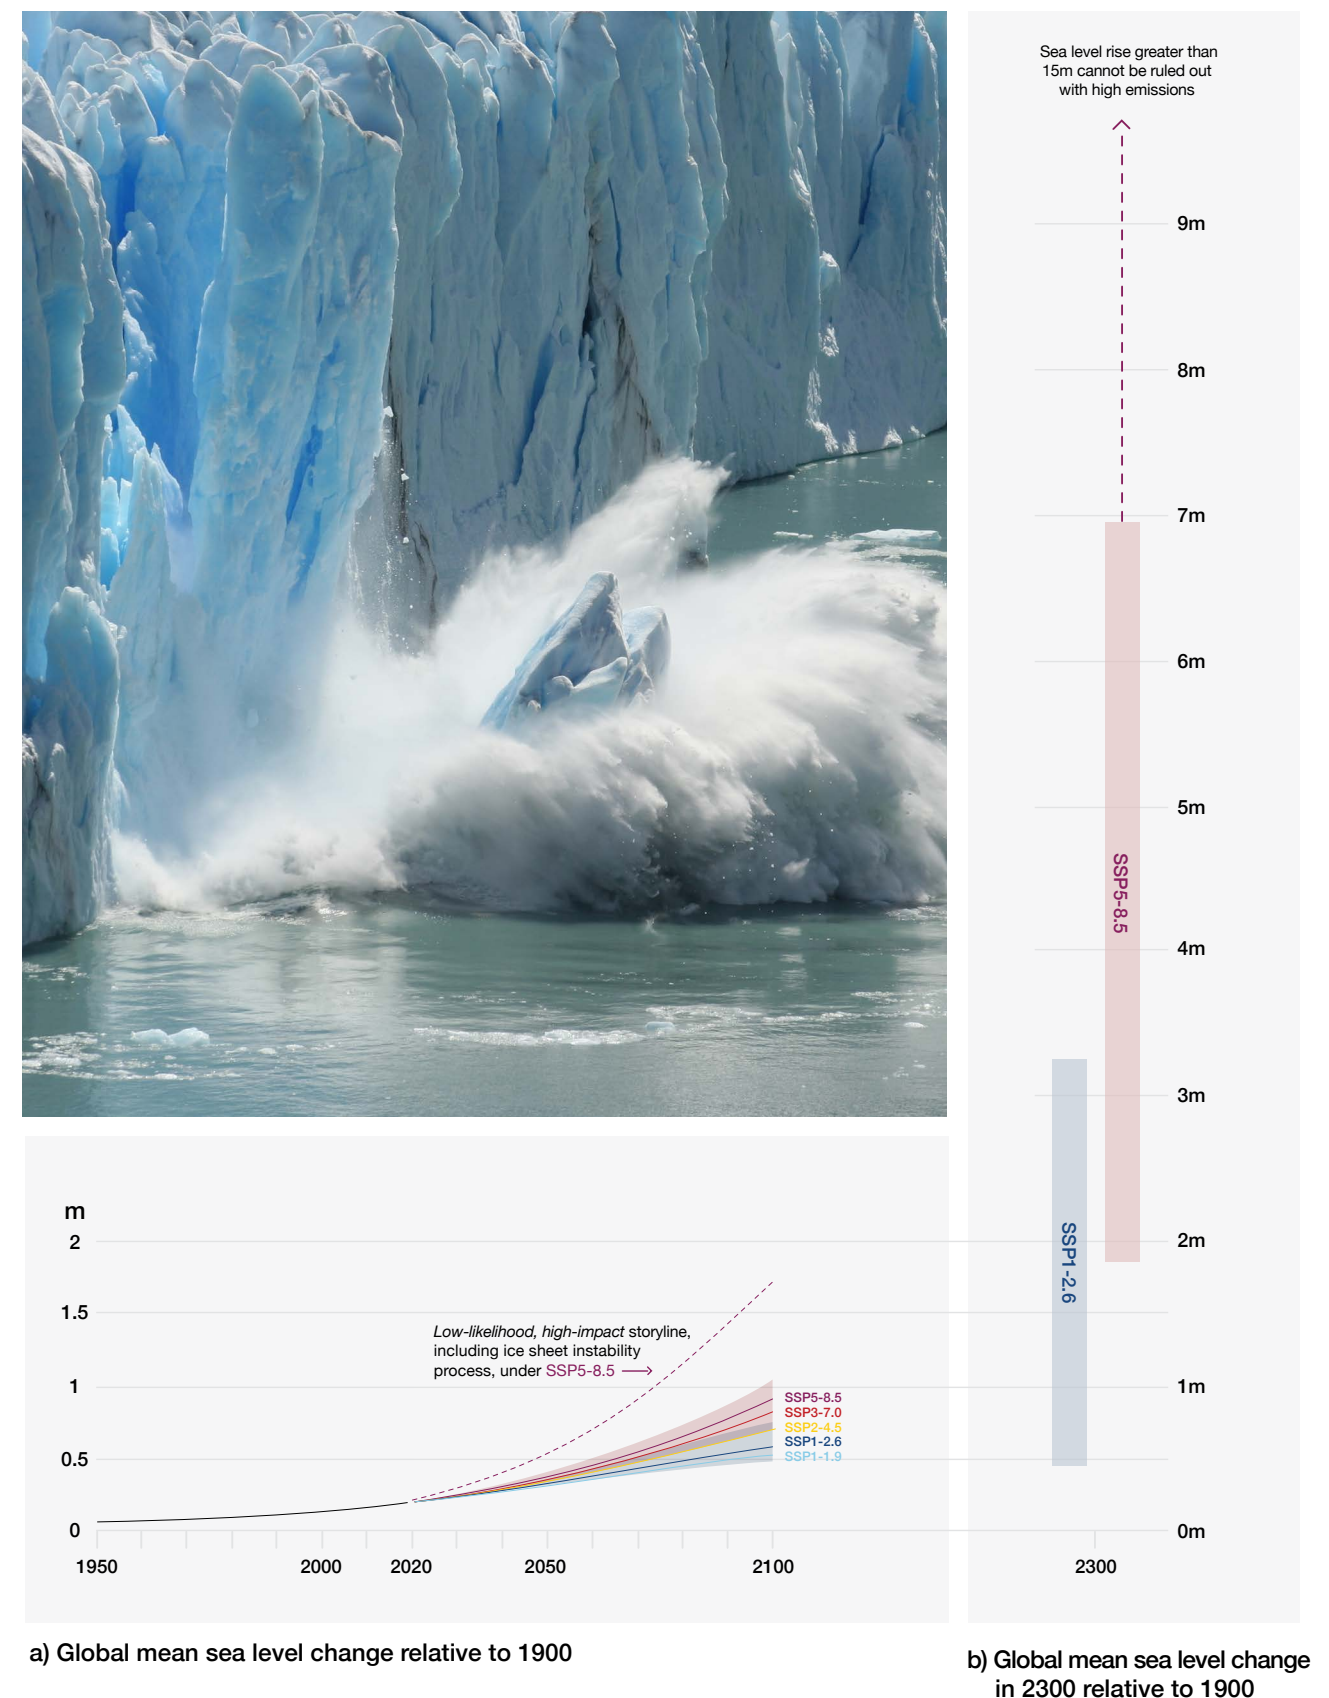 Sea level rise greater than
15m cannot be ruled out
with high emissions
9m
8m
7m
6m
5m
4m
3m
2m
1m
0m
SSP5-8.5
SSP1-2.6
2300
m
2
1.5
1
0.5
0
Low-likelihood, high-impact storyline,
including ice sheet instability
process, under SSP5-8.5
SSP5-8.5
SSP3-7.0
SSP2-4.5
SSP1-2.6
SSP1-1.9
1950
2000
2020
2050
2100
a) Global mean sea level change relative to 1900
b) Global mean sea level change
in 2300 relative to 1900